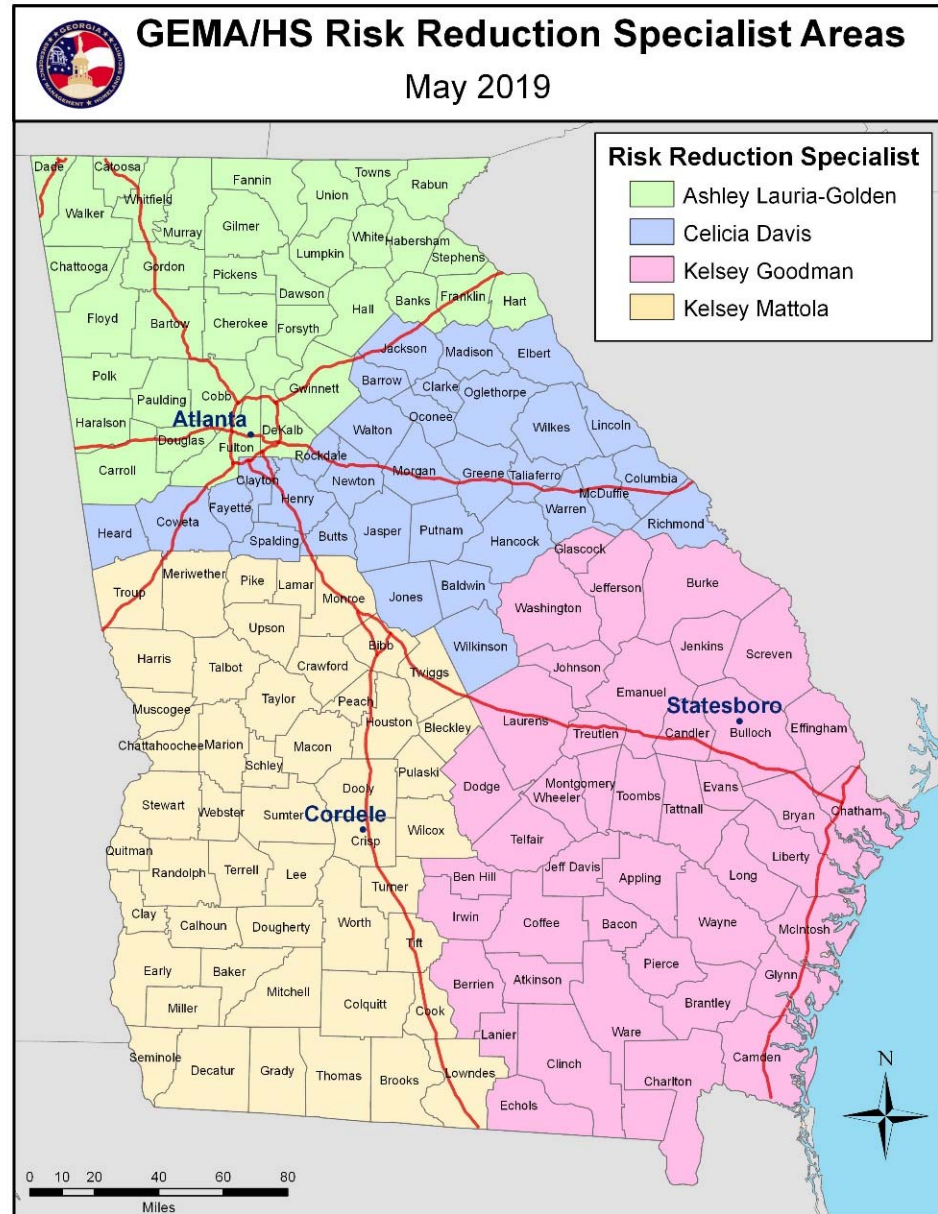 GEMA/HS Risk Reduction Specialist Areas
May 2019
GEORGIA
EMERGENCY MANAGEMENT
HOMELAND SECURITY
Risk Reduction Specialist
Ashley Lauria-Golden
Celicia Davis
Kelsey Goodman
Kelsey Mattola
Dade
Catoosa
Fannin
Towns
Rabun
Union
Whitfield
Walker
Murray
Gilmer
White
Habersham
Lumpkin
Stephens
Chattooga
Gordon
Pickens
Dawson
Banks
Franklin
Hart
Hall
Floyd
Bartow
Cherokee
Forsyth
Jackson
Madison
Elbert
Polk
Gwinnett
Barrow
Clarke
Oglethorpe
Paulding
Cobb
Atlanta
Oconee
Haralson
DeKalb
Walton
Wilkes
Lincoln
Douglas
Fulton
Rockdale
Carroll
Morgan
Greene
Taliaferro
Columbia
Clayton
Newton
McDuffie
Henry
Fayette
Warren
Coweta
Richmond
Heard
Spalding
Butts
Jasper
Putnam
Hancock
Glascock
Meriwether
Pike
Lamar
Jefferson
Burke
Troup
Monroe
Jones
Baldwin
Washington
Upson
Bibb
Wilkinson
Jenkins
Screven
Harris
Talbot
Crawford
Twiggs
Johnson
Emanuel
Taylor
Peach
Muscogee
Houston
Bleckley
Laurens
Statesboro
Effingham
Treutlen
Candler
Bulloch
Chattahoochee
Marion
Macon
Schley
Pulaski
Dooly
Dodge
Montgomery
Wheeler
Toombs
Evans
Tattnall
Bryan
Chatham
Stewart
Webster
Sumter
Cordele
Crisp
Wilcox
Telfair
Quitman
Randolph
Terrell
Lee
Turner
Ben Hill
Jeff Davis
Appling
Long
Liberty
Clay
Calhoun
Dougherty
Worth
Tift
Irwin
Coffee
Bacon
Wayne
McIntosh
Early
Baker
Mitchell
Berrien
Atkinson
Pierce
Glynn
Miller
Colquitt
Cook
Brantley
Lanier
Ware
Seminole
Decatur
Grady
Thomas
Brooks
Lowndes
Clinch
Charlton
Camden
Echols
N
0 10 20 40 60 80
Miles